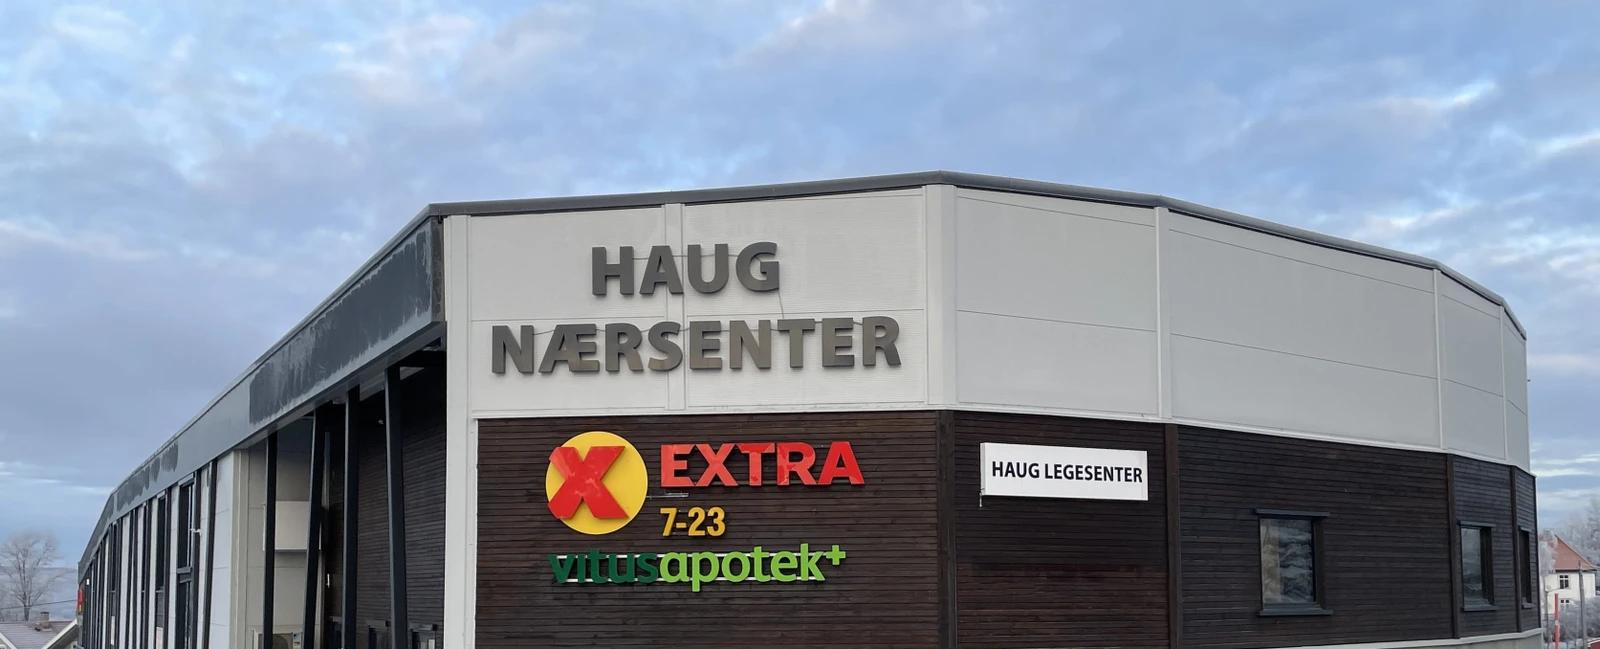 HAUG
NÆRSENTER
X EXTRA
7-23
vitusapotek+
HAUG LEGESENTER